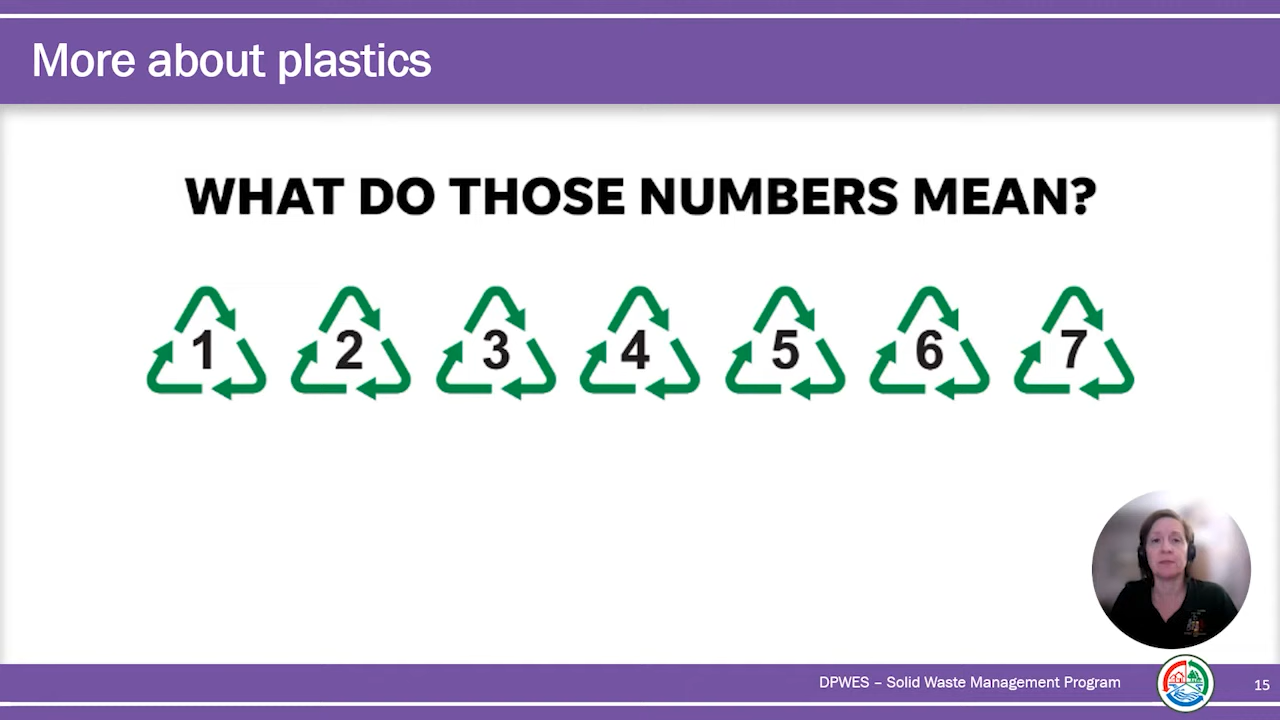 More about plastics
WHAT DO THOSE NUMBERS MEAN?
1 2 3 4 5 6 7
DPWES – Solid Waste Management Program
15